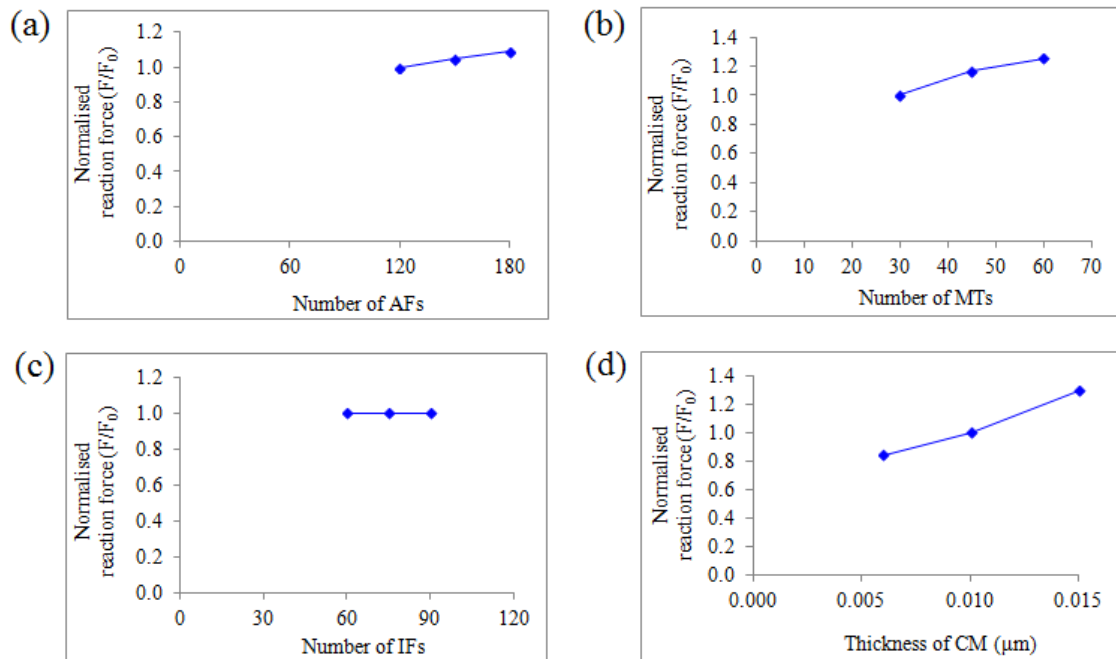 (a)
Normalised
reaction force (F/F0)
1.2
1.0
0.8
0.6
0.4
0.2
0.0
0 60 120 180
Number of AFs
(b)
Normalised
reaction force (F/F0)
1.4
1.2
1.0
0.8
0.6
0.4
0.2
0.0
0 10 20 30 40 50 60 70
Number of MTs
(c)
Normalised
reaction force (F/F0)
1.2
1.0
0.8
0.6
0.4
0.2
0.0
0 30 60 90 120
Number of IFs
(d)
Normalised
reaction force (F/F0)
1.4
1.2
1.0
0.8
0.6
0.4
0.2
0.0
0.000 0.005 0.010 0.015
Thickness of CM (µm)